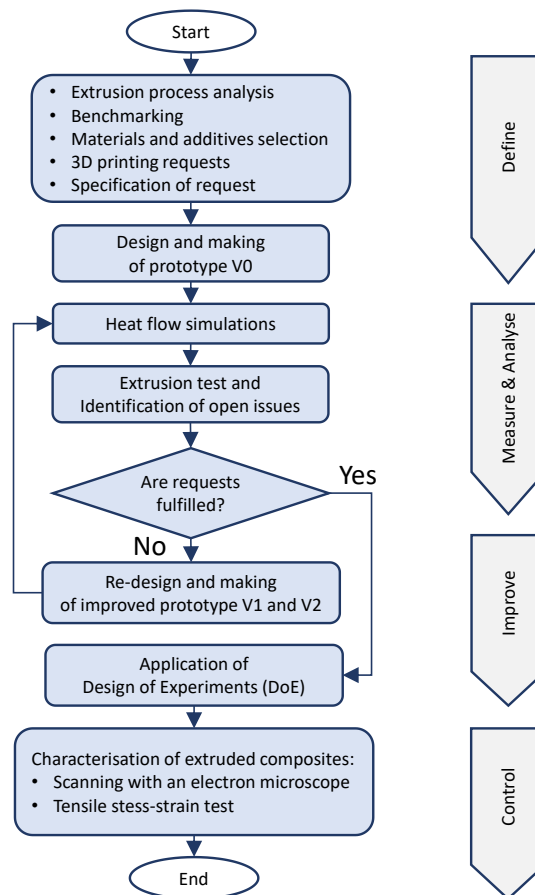 Start
• Extrusion process analysis
• Benchmarking
• Materials and additives selection
• 3D printing requests
• Specification of request
Design and making
of prototype V0
Heat flow simulations
Extrusion test and
Identification of open issues
Are requests
fulfilled?
Yes
No
Re-design and making
of improved prototype V1 and V2
Application of
Design of Experiments (DoE)
Characterisation of extruded composites:
• Scanning with an electron microscope
• Tensile stess-strain test
End
Define
Measure & Analyse
Improve
Control